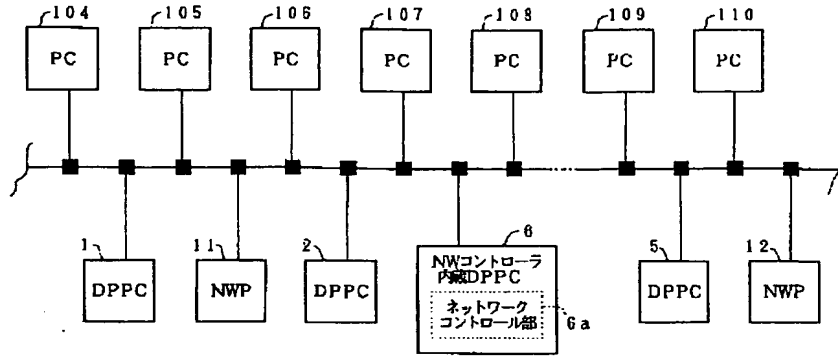 104 105 106 107 108 109 110
PC PC PC PC PC PC PC
1 11 2 6 5 12
DPPC NWP DPPC NWコントローラ DPPC NWP
内蔵DPPC
ネットワーク
コントロール部
6a